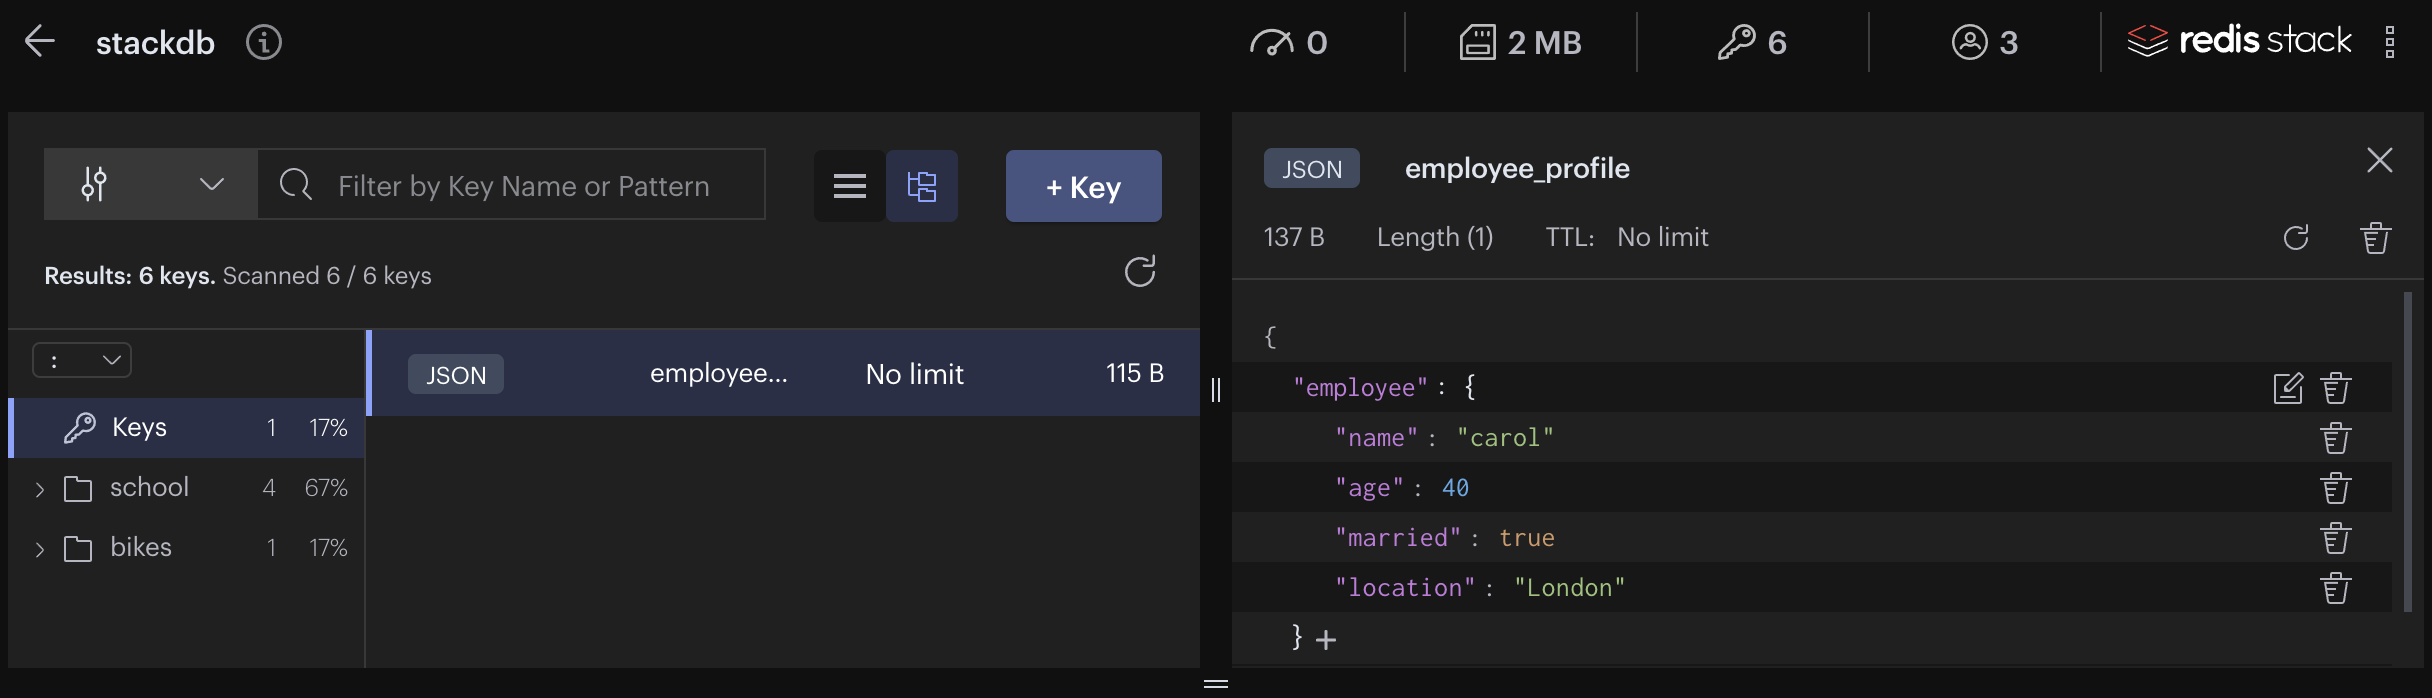 stackdb
0
2 MB
6
3
redis stack
Filter by Key Name or Pattern
+ Key
Results: 6 keys. Scanned 6 / 6 keys
:
Keys 1 17%
school 4 67%
bikes 1 17%
JSON employee... No limit 115 B
JSON employee_profile
137 B Length (1) TTL: No limit
{
"employee" : {
"name" : "carol"
"age" : 40
"married" : true
"location" : "London"
} +